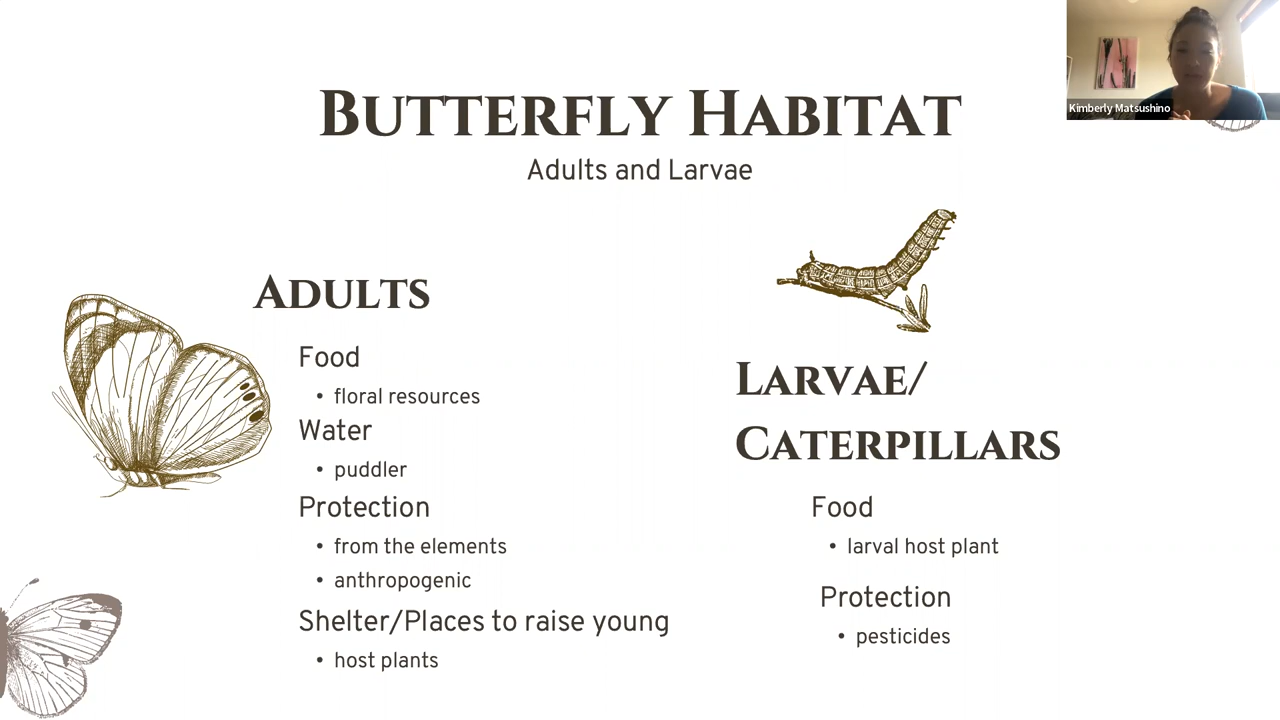 Kimberly Matsushino
BUTTERFLY HABITAT
Adults and Larvae
ADULTS
Food
• floral resources
Water
• puddler
Protection
• from the elements
• anthropogenic
Shelter/Places to raise young
• host plants
LARVAE/
CATERPILLARS
Food
• larval host plant
Protection
• pesticides